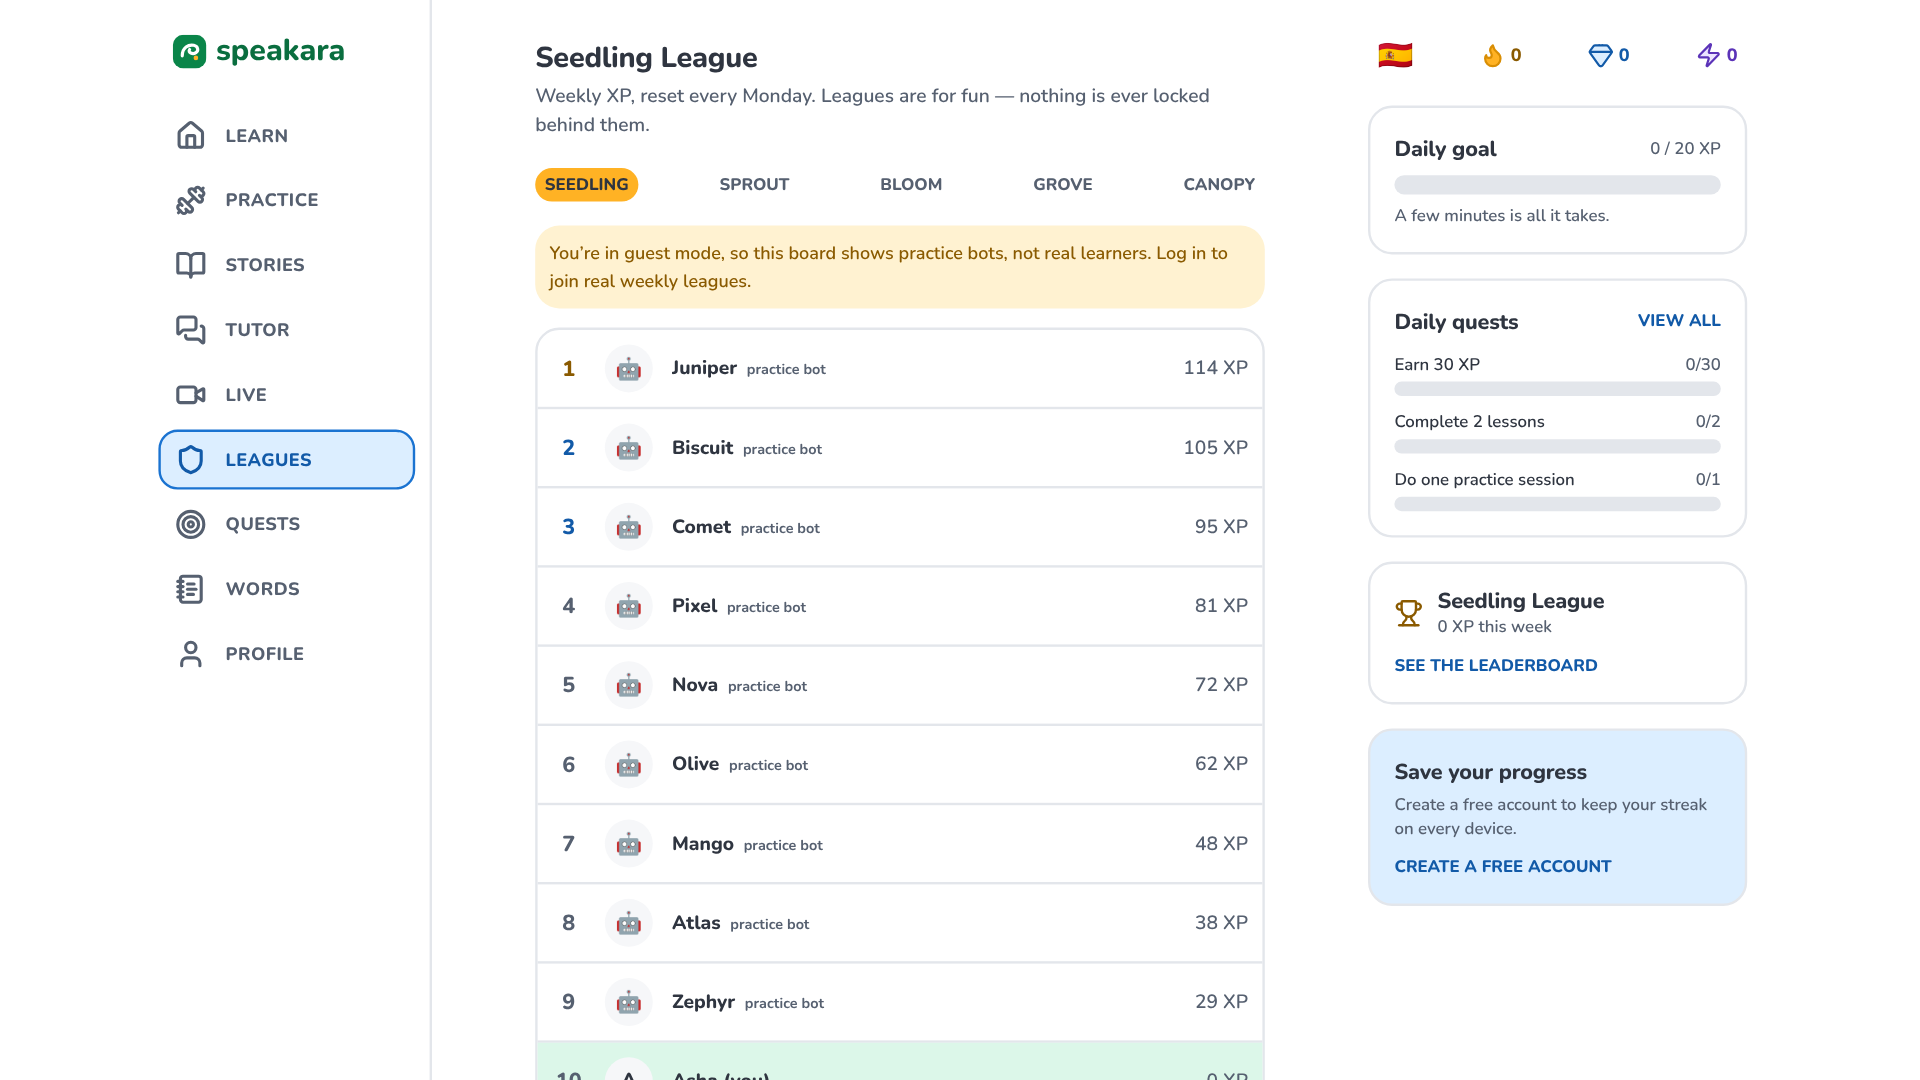 speakara
LEARN
PRACTICE
STORIES
TUTOR
LIVE
LEAGUES
QUESTS
WORDS
PROFILE
Seedling League
Weekly XP, reset every Monday. Leagues are for fun — nothing is ever locked
behind them.
SEEDLING SPROUT BLOOM GROVE CANOPY
You’re in guest mode, so this board shows practice bots, not real learners. Log in to
join real weekly leagues.
1 Juniper practice bot 114 XP
2 Biscuit practice bot 105 XP
3 Comet practice bot 95 XP
4 Pixel practice bot 81 XP
5 Nova practice bot 72 XP
6 Olive practice bot 62 XP
7 Mango practice bot 48 XP
8 Atlas practice bot 38 XP
9 Zephyr practice bot 29 XP
10 A Asha (you) 0 XP
0 0 0
Daily goal 0 / 20 XP
A few minutes is all it takes.
Daily quests VIEW ALL
Earn 30 XP 0/30
Complete 2 lessons 0/2
Do one practice session 0/1
Seedling League
0 XP this week
SEE THE LEADERBOARD
Save your progress
Create a free account to keep your streak
on every device.
CREATE A FREE ACCOUNT